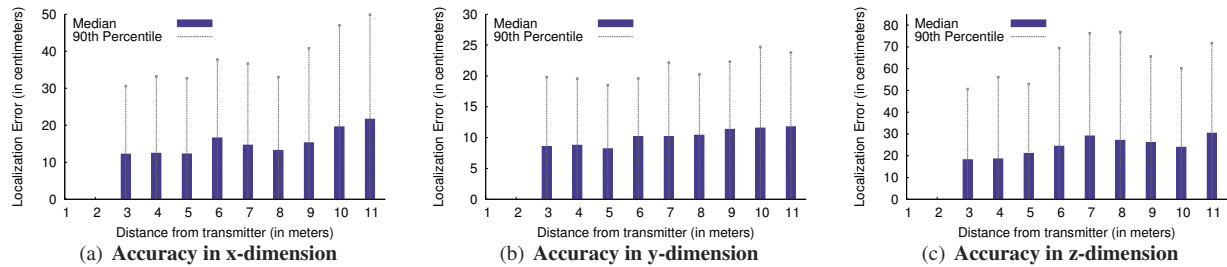 Localization Error (in centimeters)
50
40
30
20
10
0
Median
90th Percentile
1 2 3 4 5 6 7 8 9 10 11
Distance from transmitter (in meters)
(a) Accuracy in x-dimension
Localization Error (in centimeters)
30
25
20
15
10
5
0
Median
90th Percentile
1 2 3 4 5 6 7 8 9 10 11
Distance from transmitter (in meters)
(b) Accuracy in y-dimension
Localization Error (in centimeters)
80
70
60
50
40
30
20
10
0
Median
90th Percentile
1 2 3 4 5 6 7 8 9 10 11
Distance from transmitter (in meters)
(c) Accuracy in z-dimension